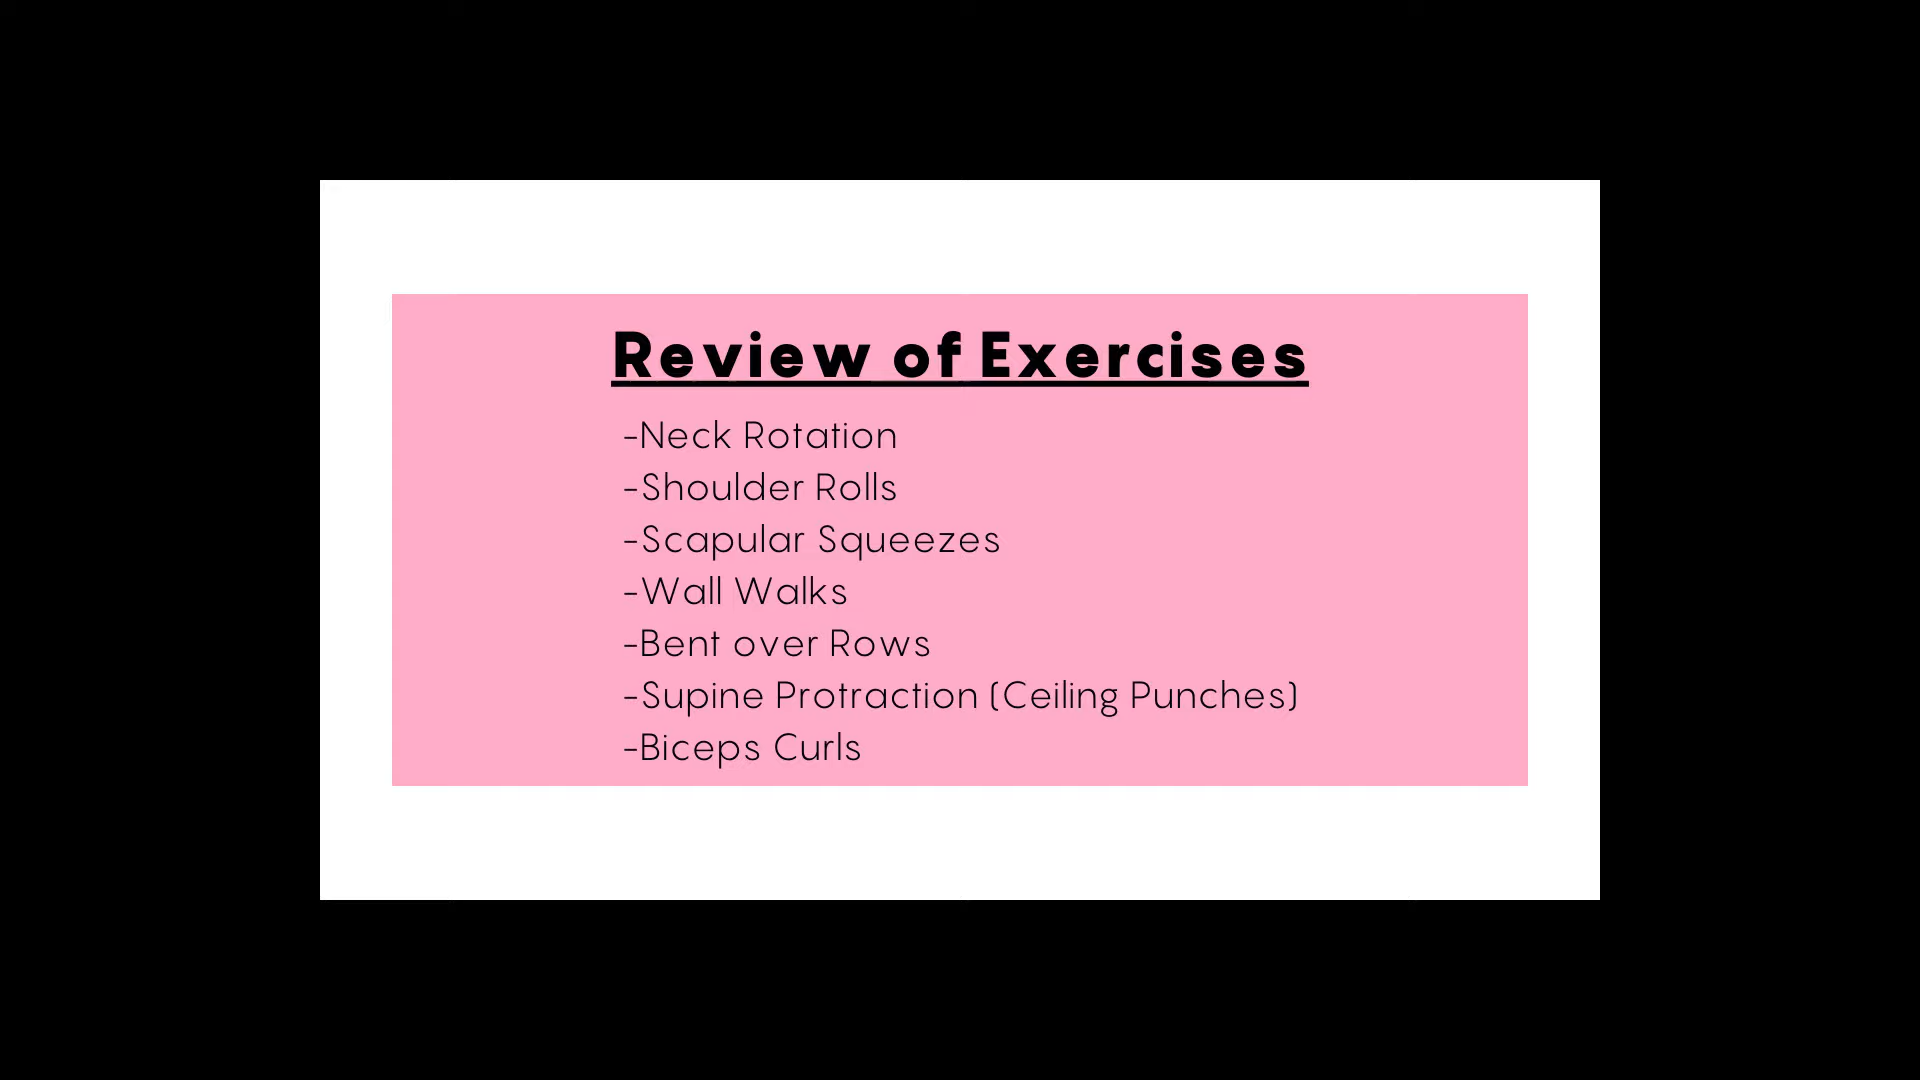 Review of Exercises
-Neck Rotation
-Shoulder Rolls
-Scapular Squeezes
-Wall Walks
-Bent over Rows
-Supine Protraction (Ceiling Punches)
-Biceps Curls